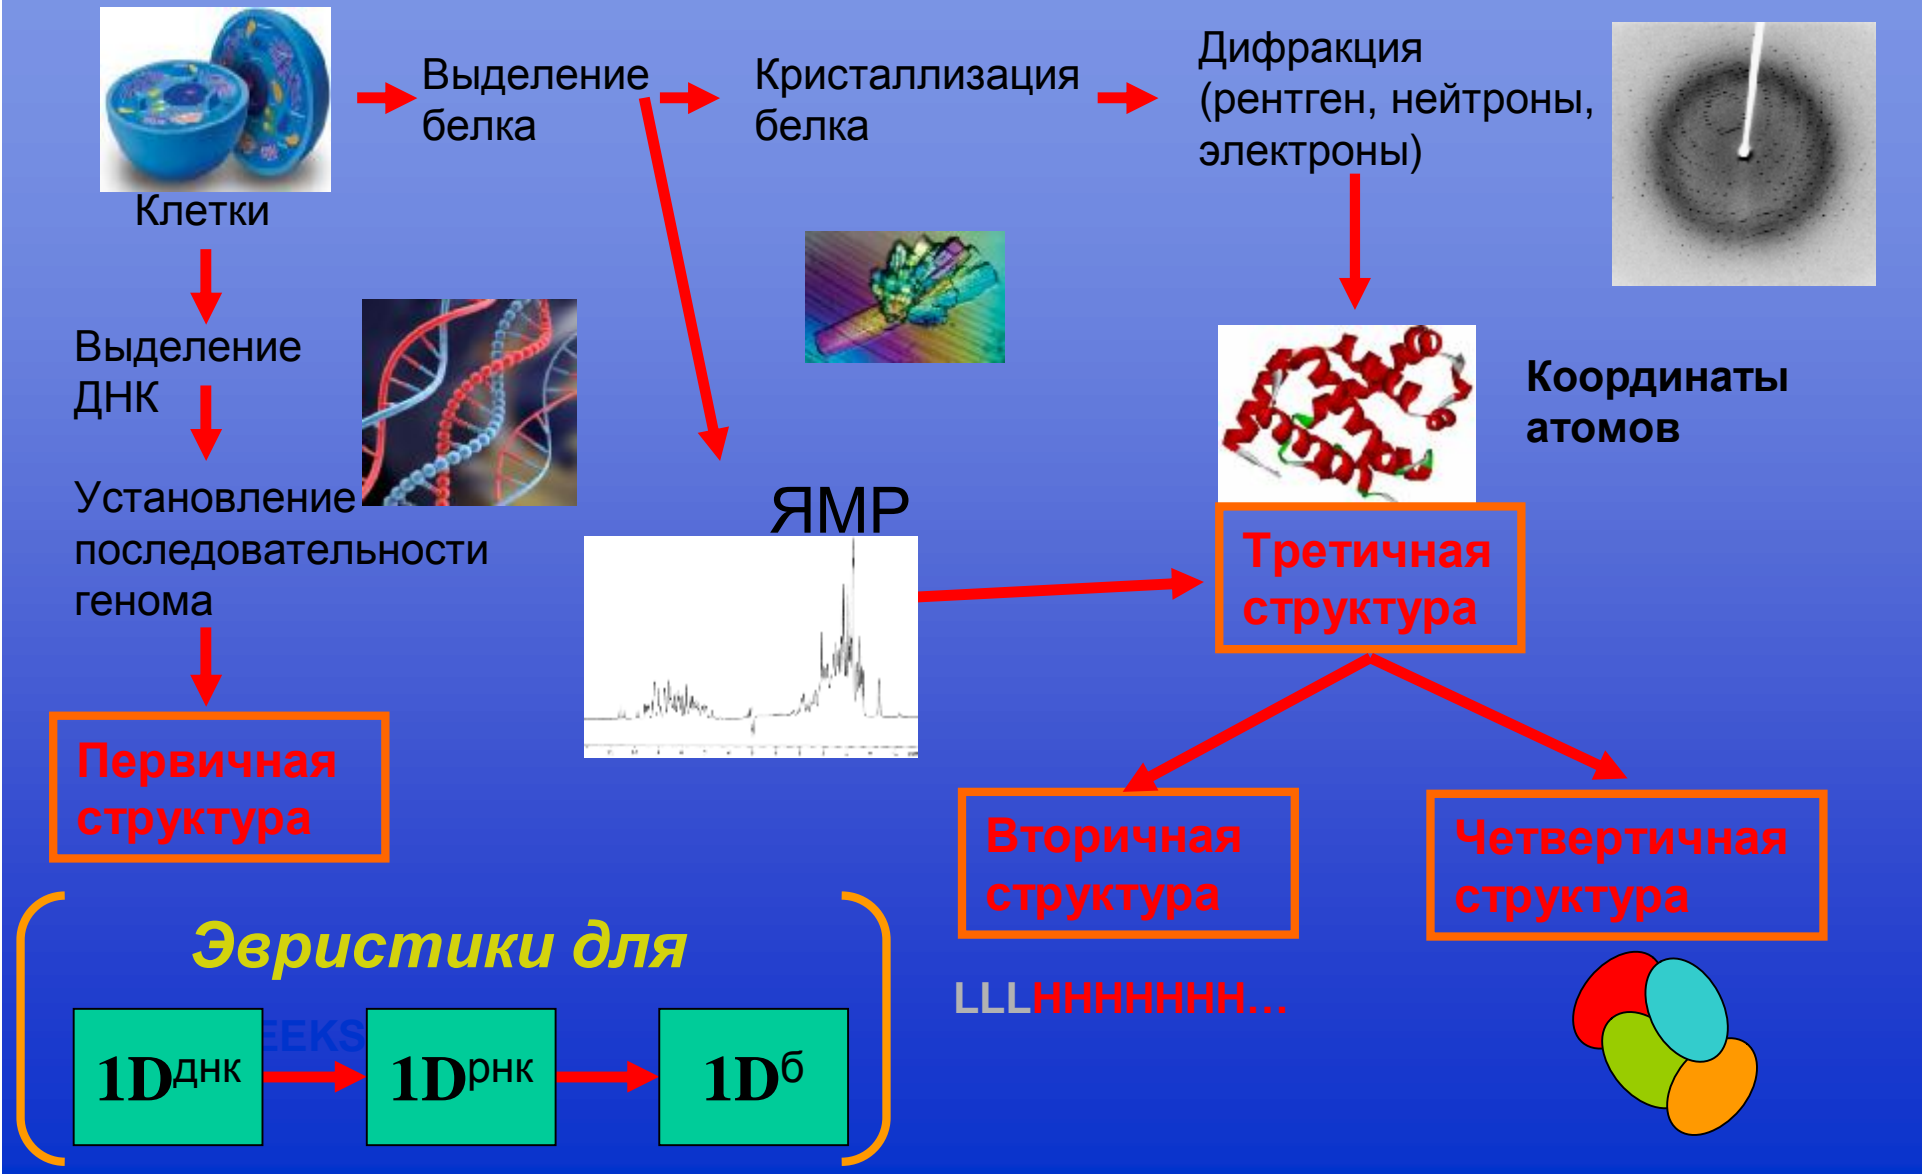 Клетки
Выделение
белка
Кристаллизация
белка
Дифракция
(рентген, нейтроны,
электроны)
Выделение
ДНК
Установление
последовательности
генома
ЯМР
Координаты
атомов
Третичная
структура
Первичная
структура
Вторичная
структура
Четвертичная
структура
LLLHHHHHHH...
Эвристики для
EEKS
1Dднк
1Dрнк
1Dб